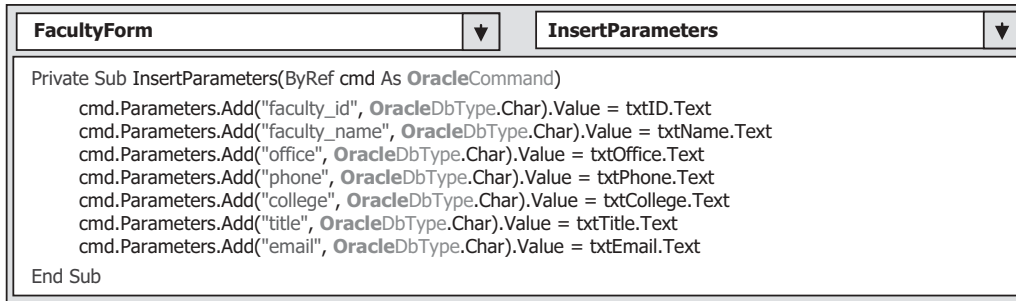 FacultyForm InsertParameters
Private Sub InsertParameters(ByRef cmd As OracleCommand)
cmd.Parameters.Add("faculty_id", OracleDbType.Char).Value = txtID.Text
cmd.Parameters.Add("faculty_name", OracleDbType.Char).Value = txtName.Text
cmd.Parameters.Add("office", OracleDbType.Char).Value = txtOffice.Text
cmd.Parameters.Add("phone", OracleDbType.Char).Value = txtPhone.Text
cmd.Parameters.Add("college", OracleDbType.Char).Value = txtCollege.Text
cmd.Parameters.Add("title", OracleDbType.Char).Value = txtTitle.Text
cmd.Parameters.Add("email", OracleDbType.Char).Value = txtEmail.Text
End Sub